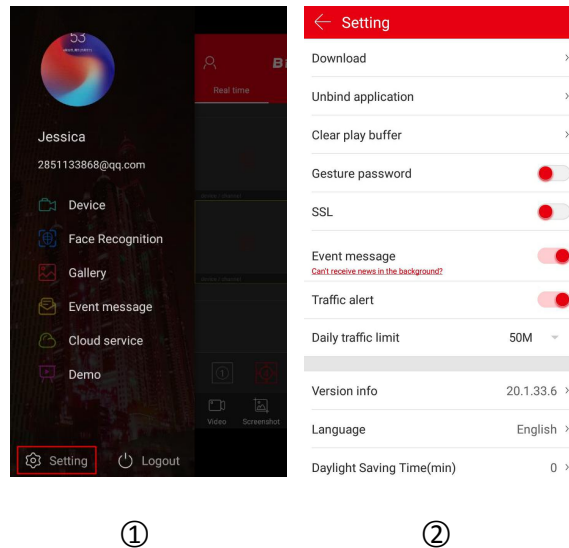 53
Jessica
2851133868@qq.com
Device
Face Recognition
Gallery
Event message
Cloud service
Demo
Setting
Logout
Real time
Video
Screenshot
①
Setting
Download
Unbind application
Clear play buffer
Gesture password
SSL
Event message
Can't receive news in the background?
Traffic alert
Daily traffic limit 50M
Version info 20.1.33.6
Language English
Daylight Saving Time(min) 0
②